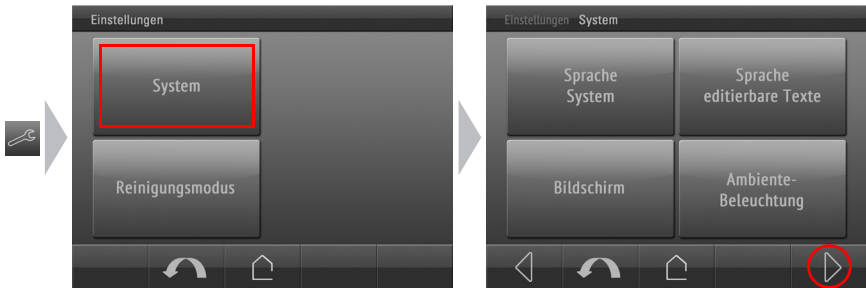 Einstellungen
System
Reinigungsmodus
Einstellungen System
Sprache
System
Sprache
editierbare Texte
Bildschirm
Ambiente-
Beleuchtung